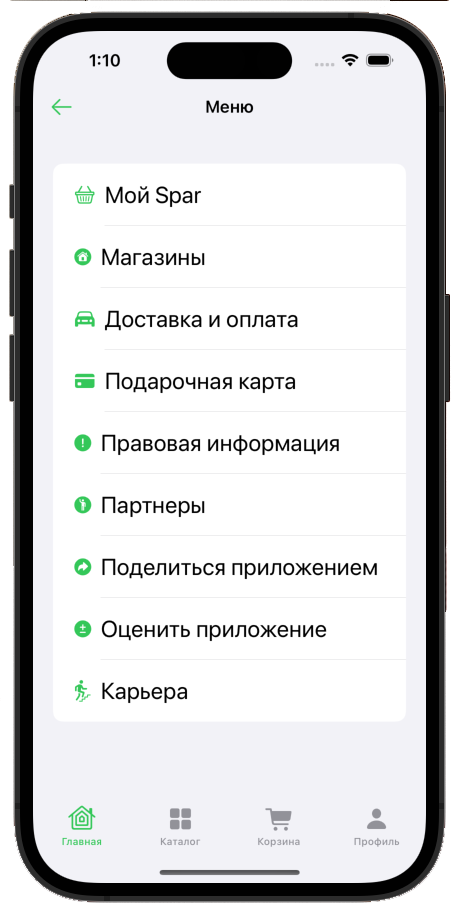 1:10
Меню
Мой Spar
Магазины
Доставка и оплата
Подарочная карта
Правовая информация
Партнеры
Поделиться приложением
Оценить приложение
Карьера
Главная
Каталог
Корзина
Профиль